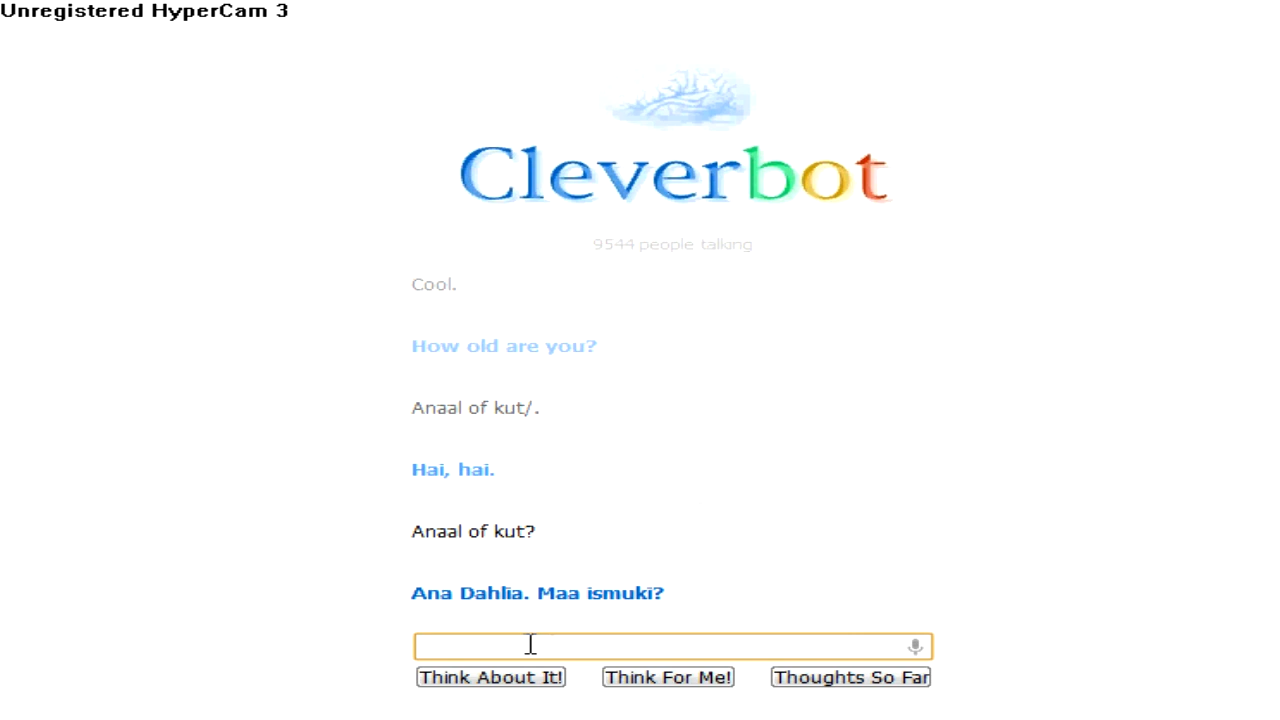 Unregistered HyperCam 3
Cleverbot
9544 people talking
Cool.
How old are you?
Anaal of kut/.
Hai, hai.
Anaal of kut?
Ana Dahlia. Maa ismuki?
Think About It! Think For Me! Thoughts So Far